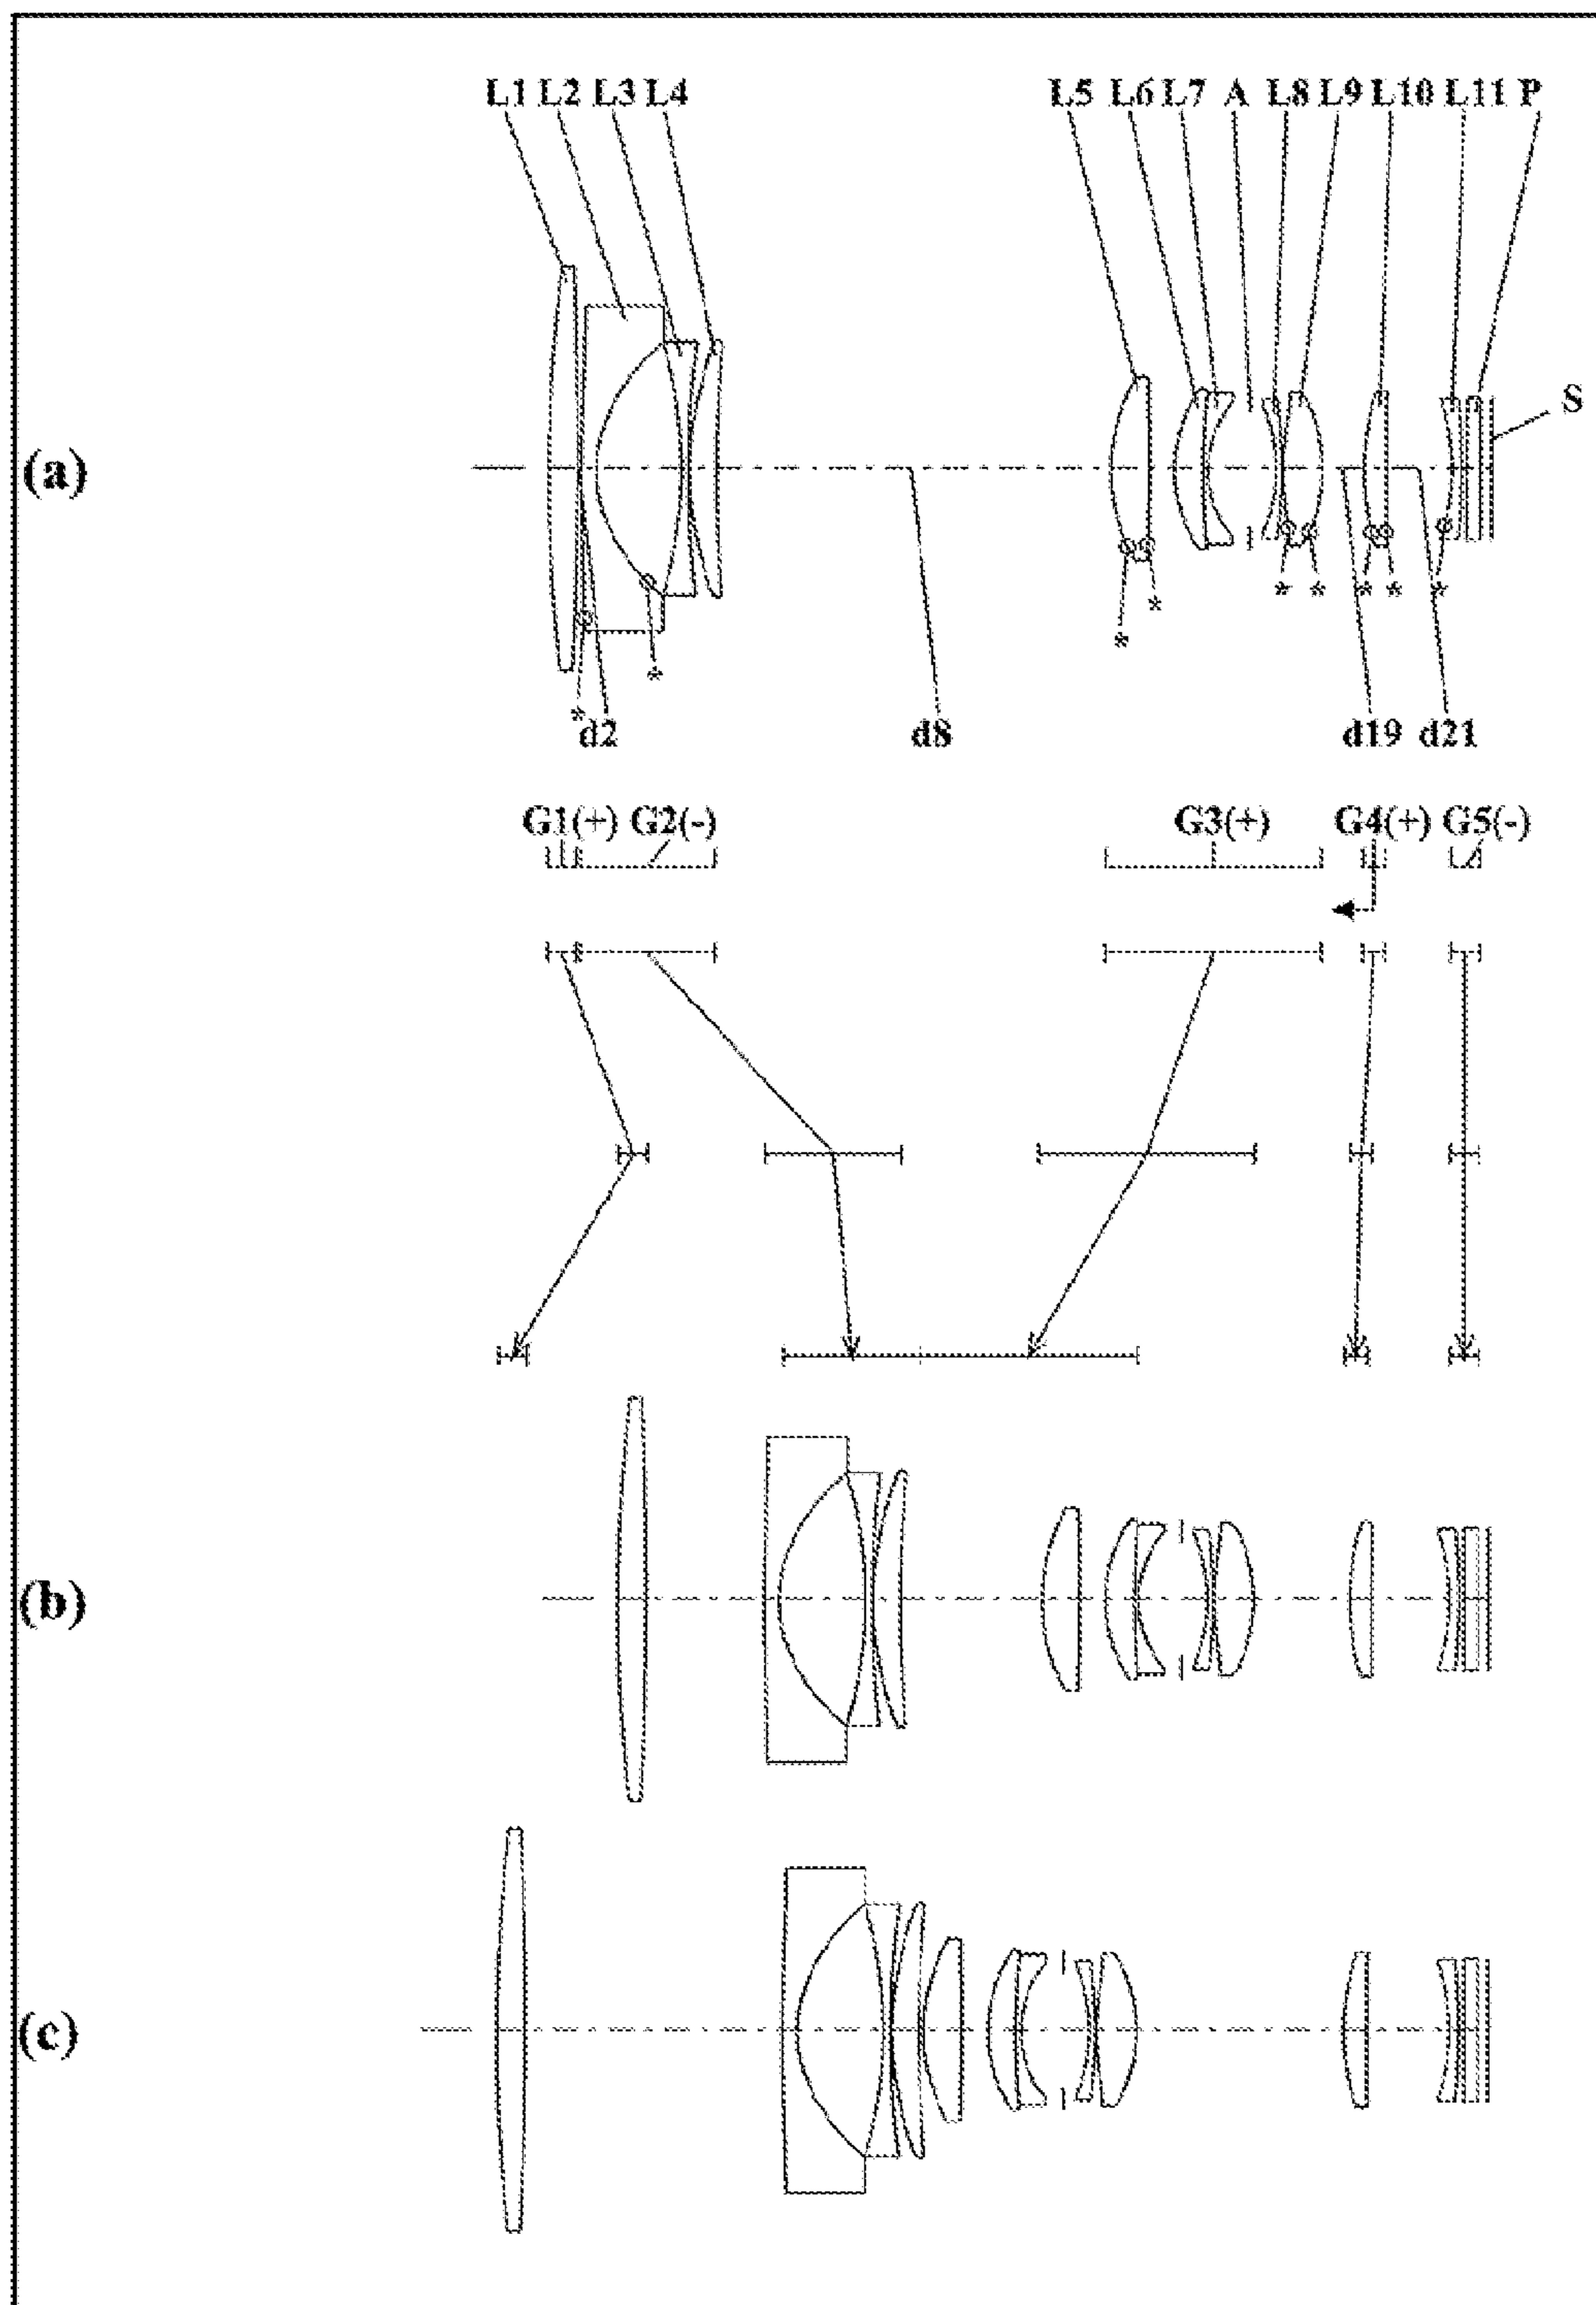 L1 L2 L3 L4 L5 L6 L7 A L8 L9 L10 L11 P
S
(a)
* * * * * * * * *
d2 d8 d19 d21
G1(+) G2(-) G3(+) G4(+) G5(-)
(b)
(c)